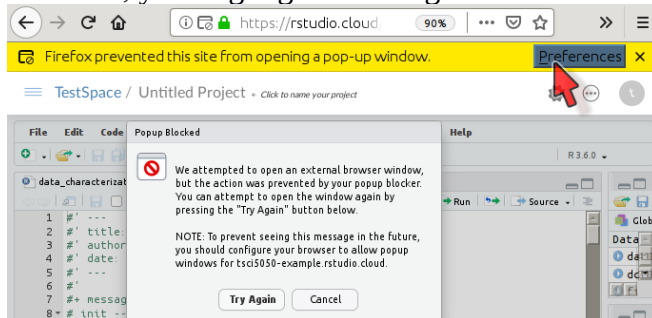 https://rstudio.cloud
90%
Firefox prevented this site from opening a pop-up window.
Preferences
TestSpace / Untitled Project • Click to name your project
t
File Edit Code
Popup Blocked
Help
R 3.6.0
data_characterizat
We attempted to open an external browser window,
but the action was prevented by your popup blocker.
You can attempt to open the window again by
pressing the "Try Again" button below.
NOTE: To prevent seeing this message in the future,
you should configure your browser to allow popup
windows for tsci5050-example.rstudio.cloud.
Try Again
Cancel
Run
Source
1 #' ---
2 #' title:
3 #' author
4 #' date:
5 #' ---
6 #'
7 #+ messag
8 # init --
Glob
Data